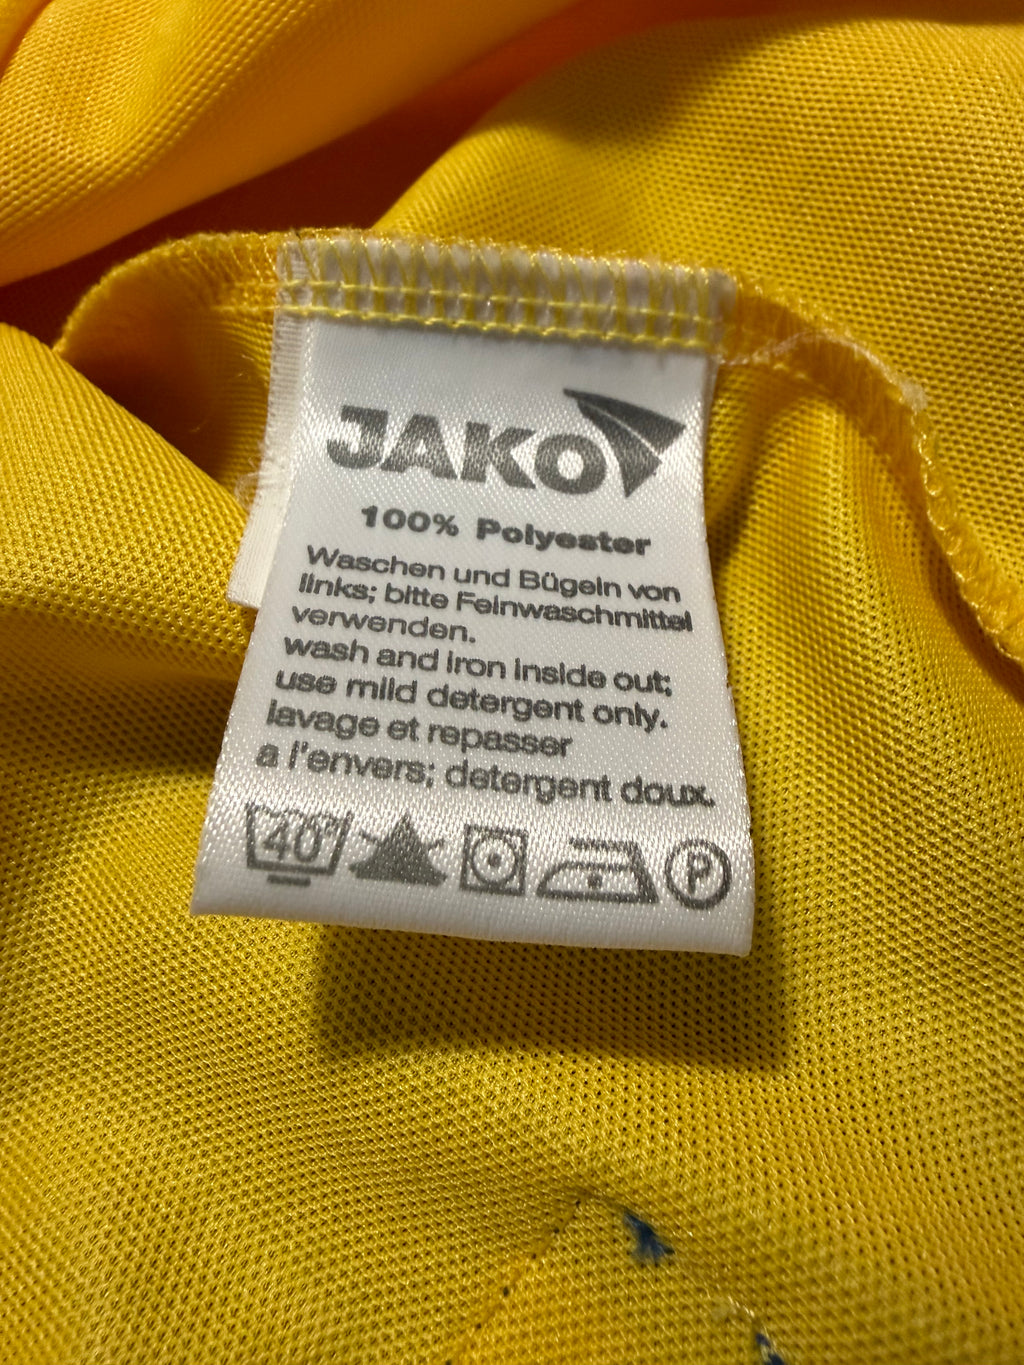 JAKO
100% Polyester
Waschen und Bügeln von
links; bitte Feinwaschmittel
verwenden.
wash and iron inside out;
use mild detergent only.
lavage et repasser
a l'envers; detergent doux.
40° P